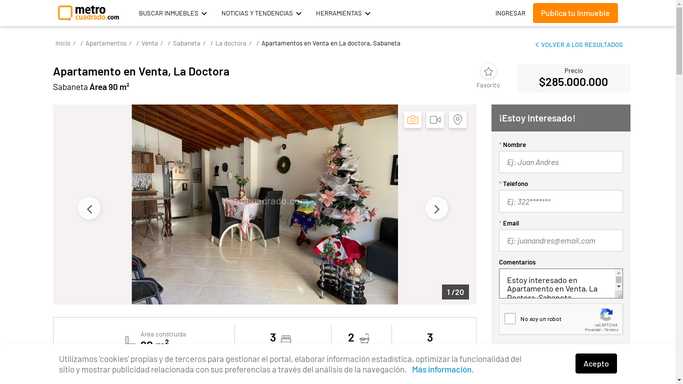 metro
cuadrado.com
BUSCAR INMUEBLES
NOTICIAS Y TENDENCIAS
HERRAMIENTAS
INGRESAR
Publica tu Inmueble
Inicio / / Apartamentos / / Venta / / Sabaneta / / La doctora / / Apartamentos en Venta en La doctora, Sabaneta
VOLVER A LOS RESULTADOS
Apartamento en Venta, La Doctora
Sabaneta Área 90 m²
Favorito
Precio
$285.000.000
1 / 20
¡Estoy Interesado!
* Nombre
Ej: Juan Andres
* Teléfono
Ej: 322*******
* Email
Ej: juanandres@email.com
Comentarios
Estoy interesado en
Apartamento en Venta, La
Doctora-Sabaneta
No soy un robot
reCAPTCHA
Privacidad - Términos
Área construida
3
2
3
Utilizamos 'cookies' propias y de terceros para gestionar el portal, elaborar información estadística, optimizar la funcionalidad del
sitio y mostrar publicidad relacionada con sus preferencias a través del análisis de la navegación. Más información.
Acepto